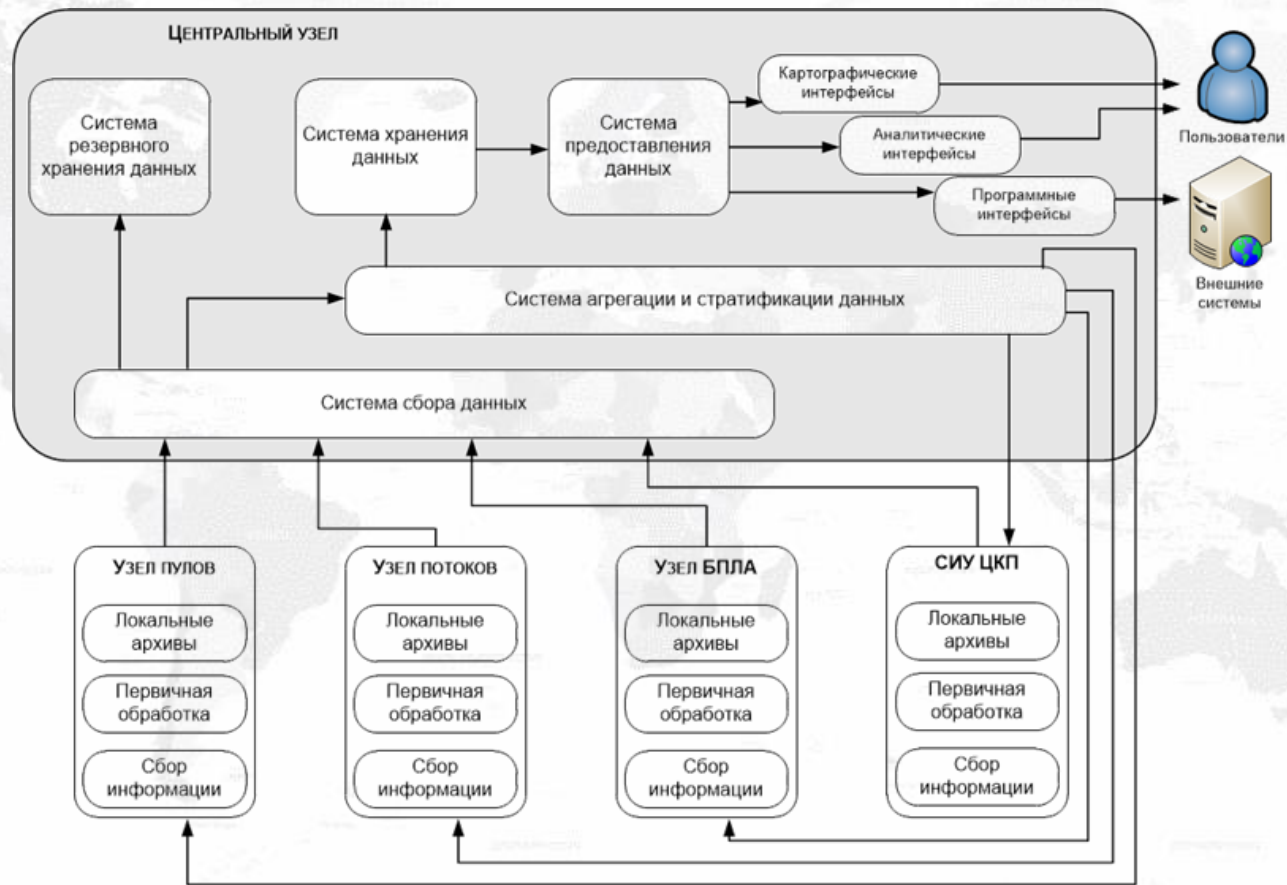 Центральный узел
Система
резервного
хранения данных
Система хранения
данных
Система
предоставления
данных
Картографические
интерфейсы
Аналитические
интерфейсы
Программные
интерфейсы
Пользователи
Внешние
системы
Система агрегации и стратификации данных
Система сбора данных
Узел пулов
Локальные
архивы
Первичная
обработка
Сбор
информации
Узел потоков
Локальные
архивы
Первичная
обработка
Сбор
информации
Узел БПЛА
Локальные
архивы
Первичная
обработка
Сбор
информации
СИУ ЦКП
Локальные
архивы
Первичная
обработка
Сбор
информации